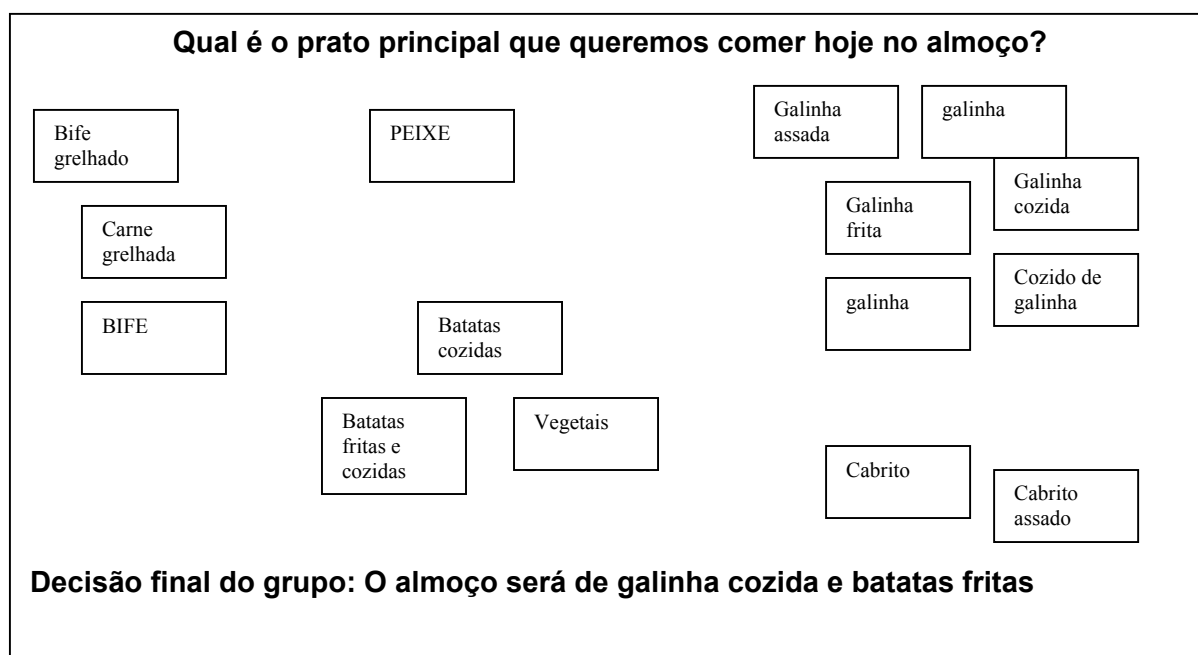 Qual é o prato principal que queremos comer hoje no almoço?
Bife
grelhado
Carne
grelhada
BIFE
PEIXE
Batatas
cozidas
Batatas
fritas e
cozidas
Vegetais
Galinha
assada
galinha
Galinha
cozida
Galinha
frita
Cozido de
galinha
galinha
Cabrito
Cabrito
assado
Decisão final do grupo: O almoço será de galinha cozida e batatas fritas